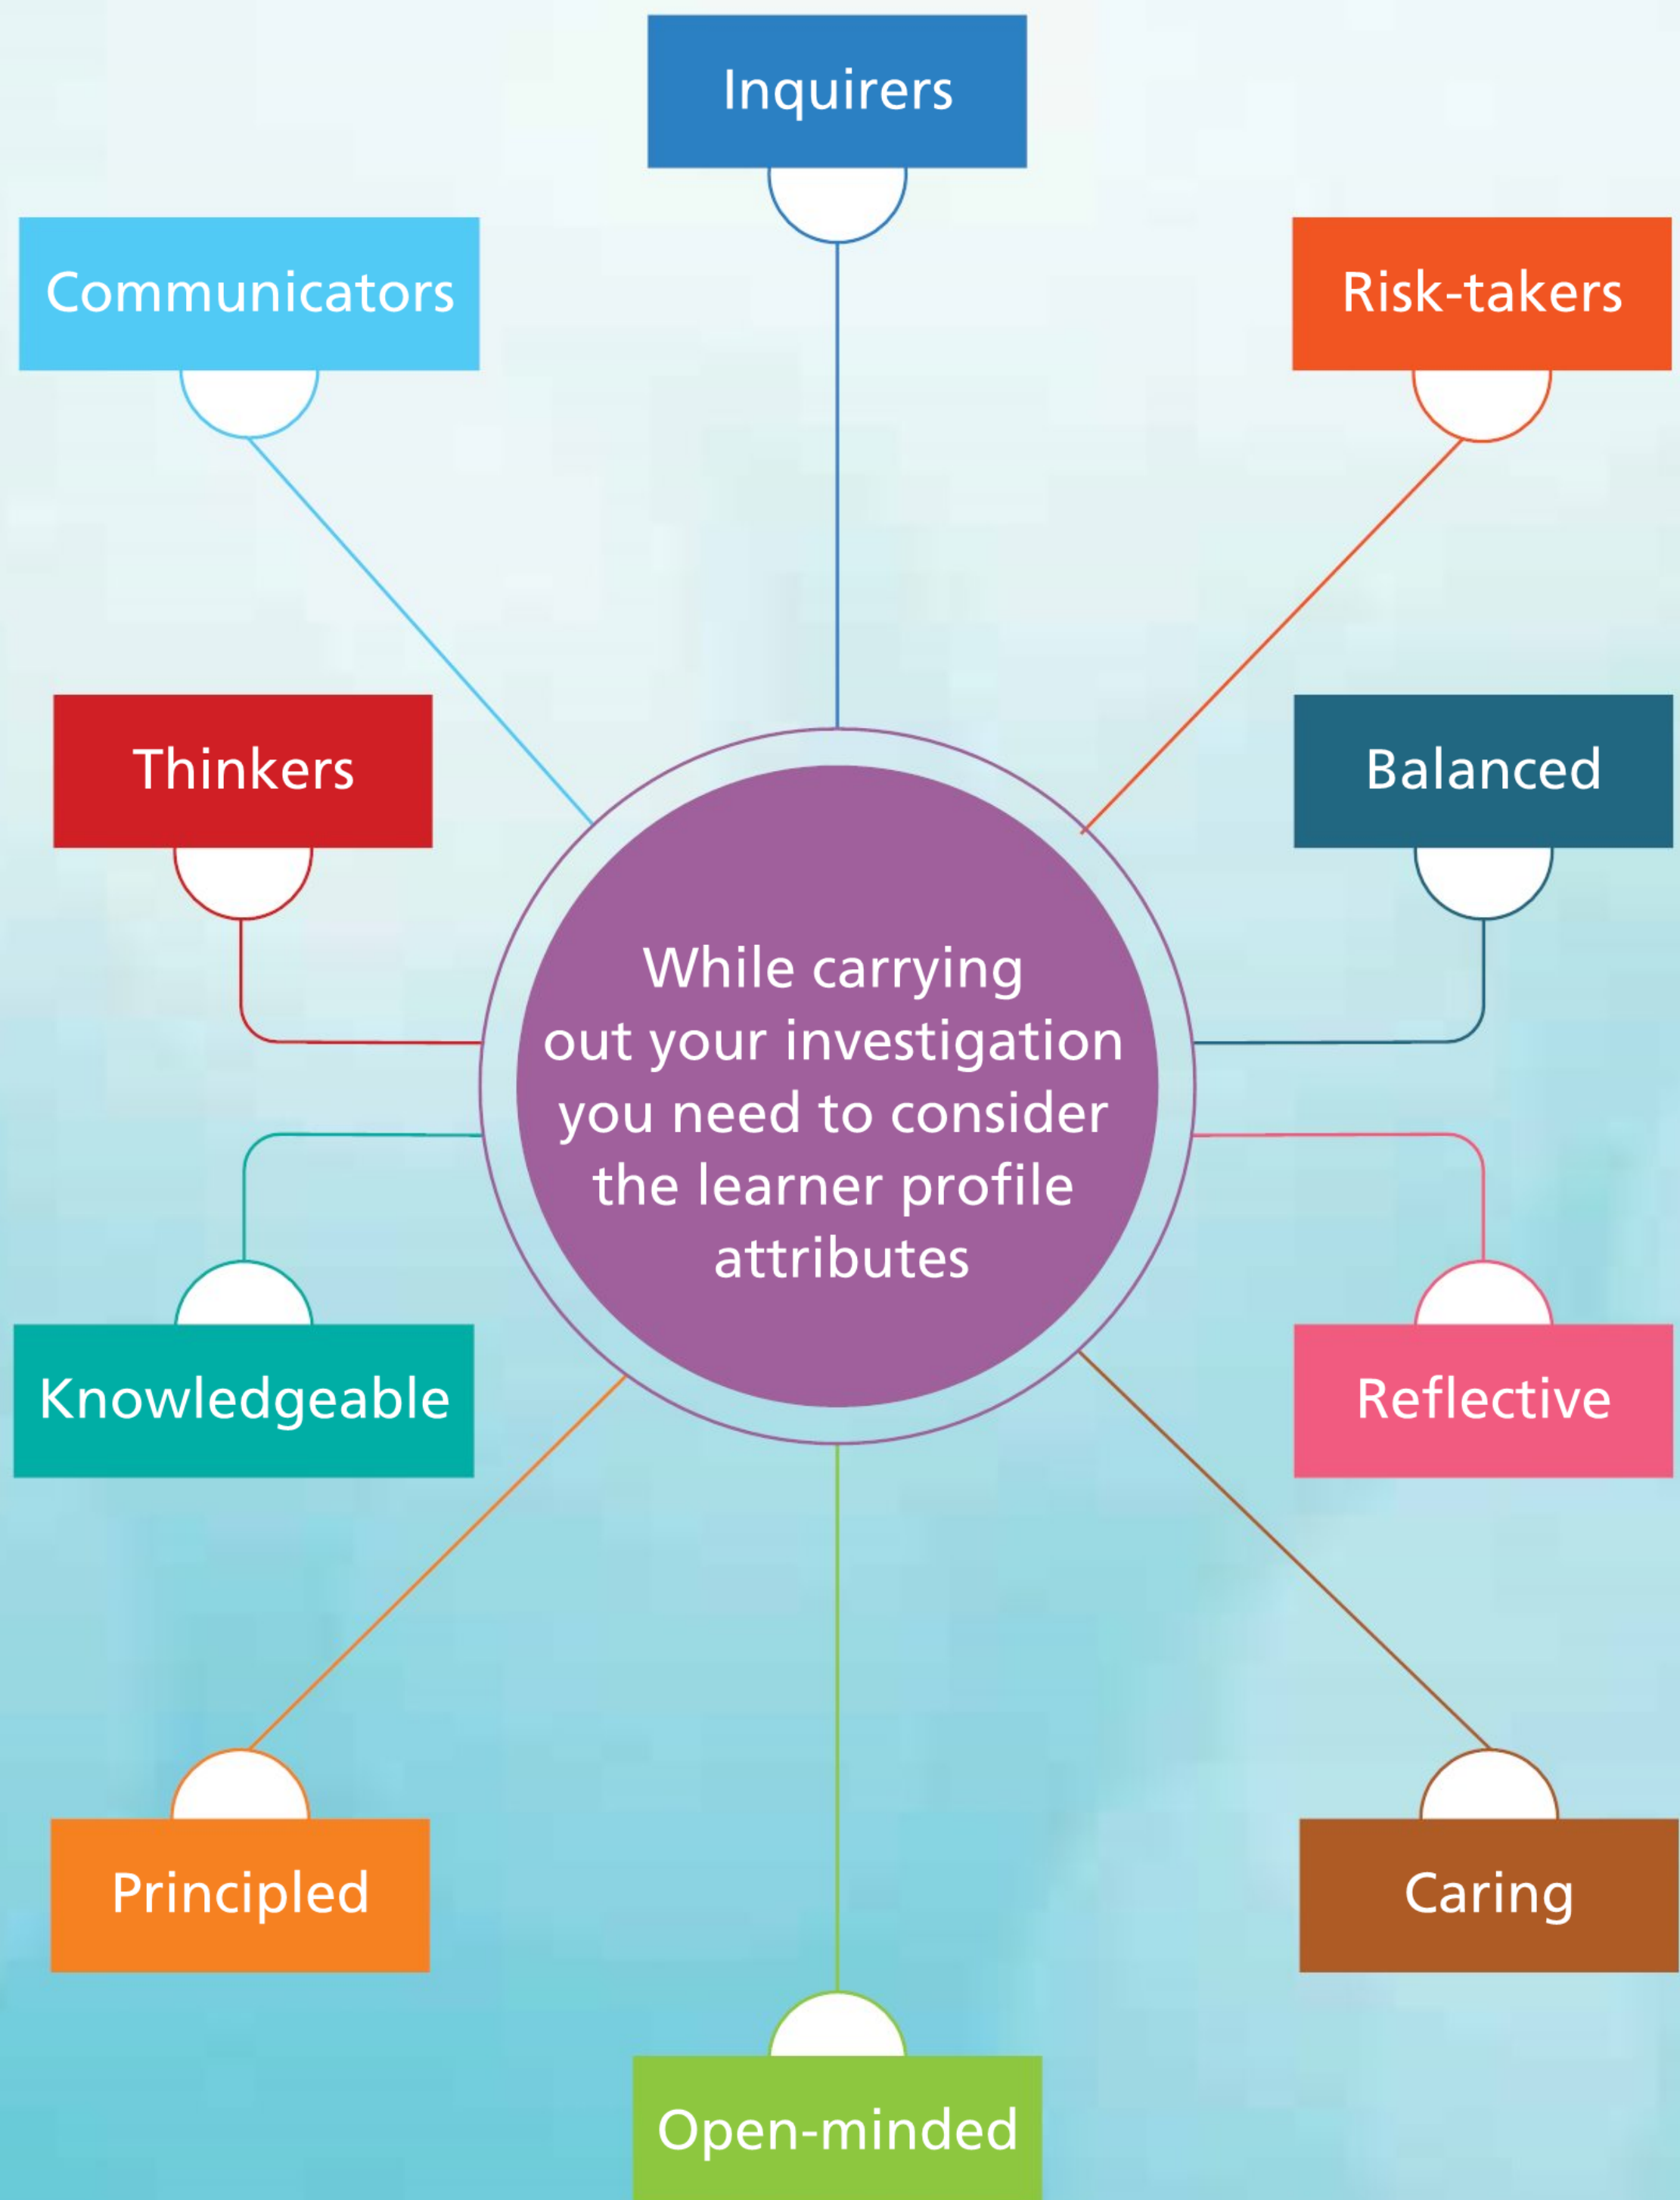 Inquirers
Communicators
Risk-takers
Thinkers
Balanced
While carrying
out your investigation
you need to consider
the learner profile
attributes
Knowledgeable
Reflective
Principled
Caring
Open-minded